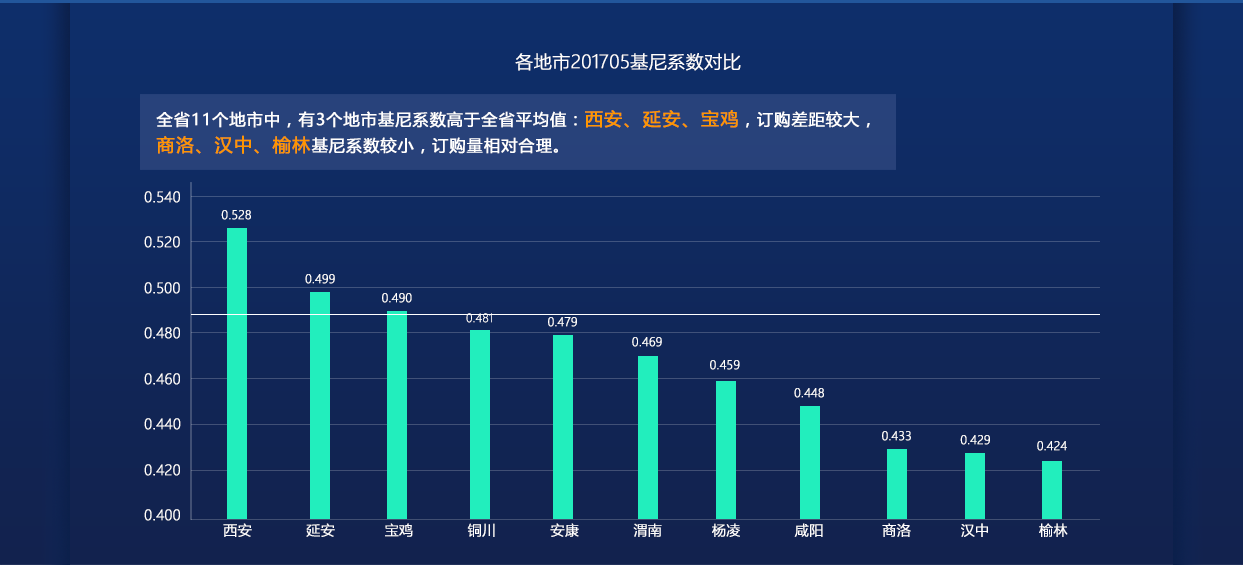 各地市201705基尼系数对比
全省11个地市中，有3个地市基尼系数高于全省平均值：西安、延安、宝鸡，订购差距较大，
商洛、汉中、榆林基尼系数较小，订购量相对合理。
0.540
0.520
0.500
0.480
0.460
0.440
0.420
0.400
0.528
0.499
0.490
0.481
0.479
0.469
0.459
0.448
0.433
0.429
0.424
西安
延安
宝鸡
铜川
安康
渭南
杨凌
咸阳
商洛
汉中
榆林